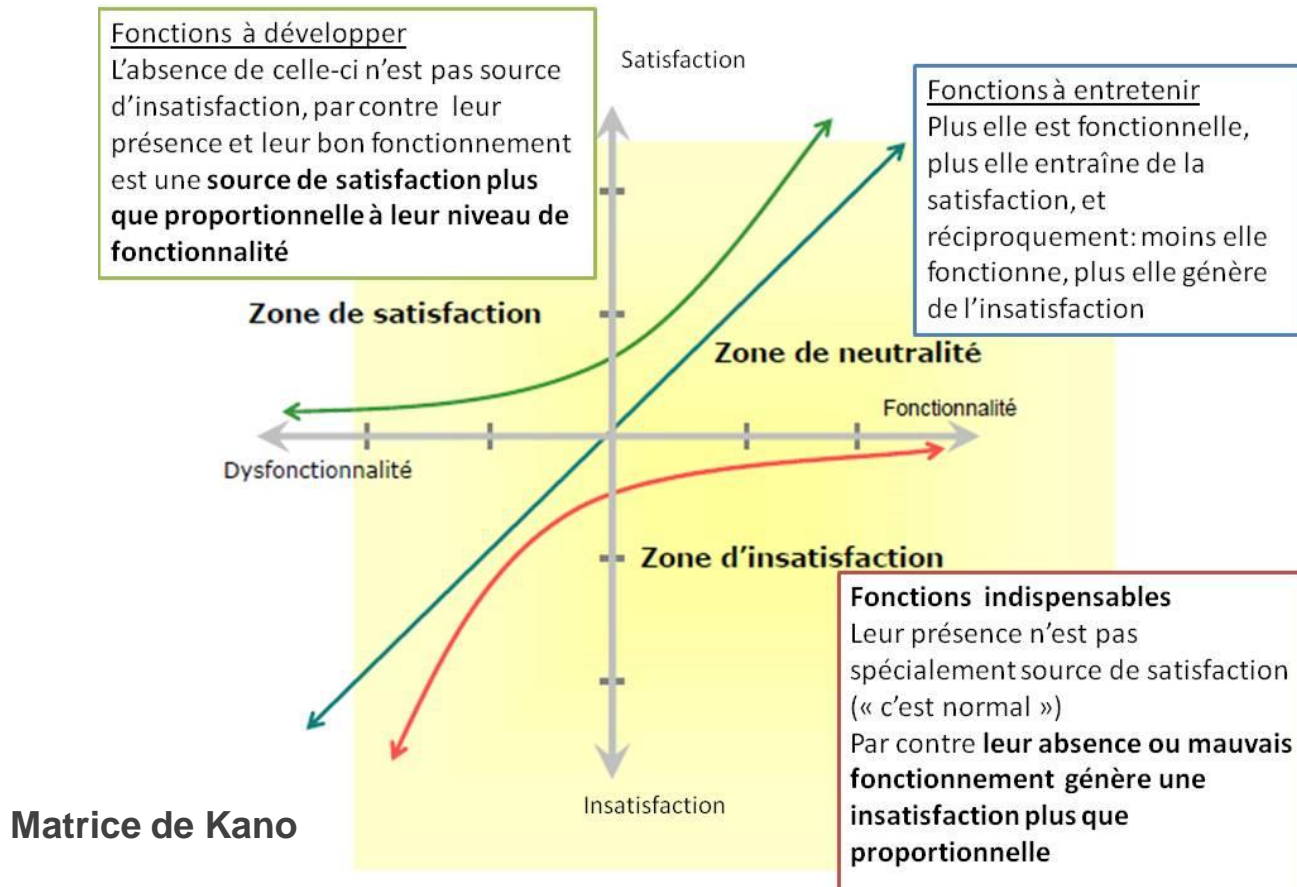 Fonctions à développer
L'absence de celle-ci n'est pas source
d'insatisfaction, par contre leur
présence et leur bon fonctionnement
est une source de satisfaction plus
que proportionnelle à leur niveau de
fonctionnalité
Satisfaction
Fonctions à entretenir
Plus elle est fonctionnelle,
plus elle entraîne de la
satisfaction, et
réciproquement: moins elle
fonctionne, plus elle génère
de l'insatisfaction
Zone de satisfaction
Zone de neutralité
Fonctionnalité
Dysfonctionnalité
Zone d'insatisfaction
Fonctions indispensables
Leur présence n'est pas
spécialement source de satisfaction
(« c'est normal »)
Par contre leur absence ou mauvais
fonctionnement génère une
insatisfaction plus que
proportionnelle
Insatisfaction
Matrice de Kano